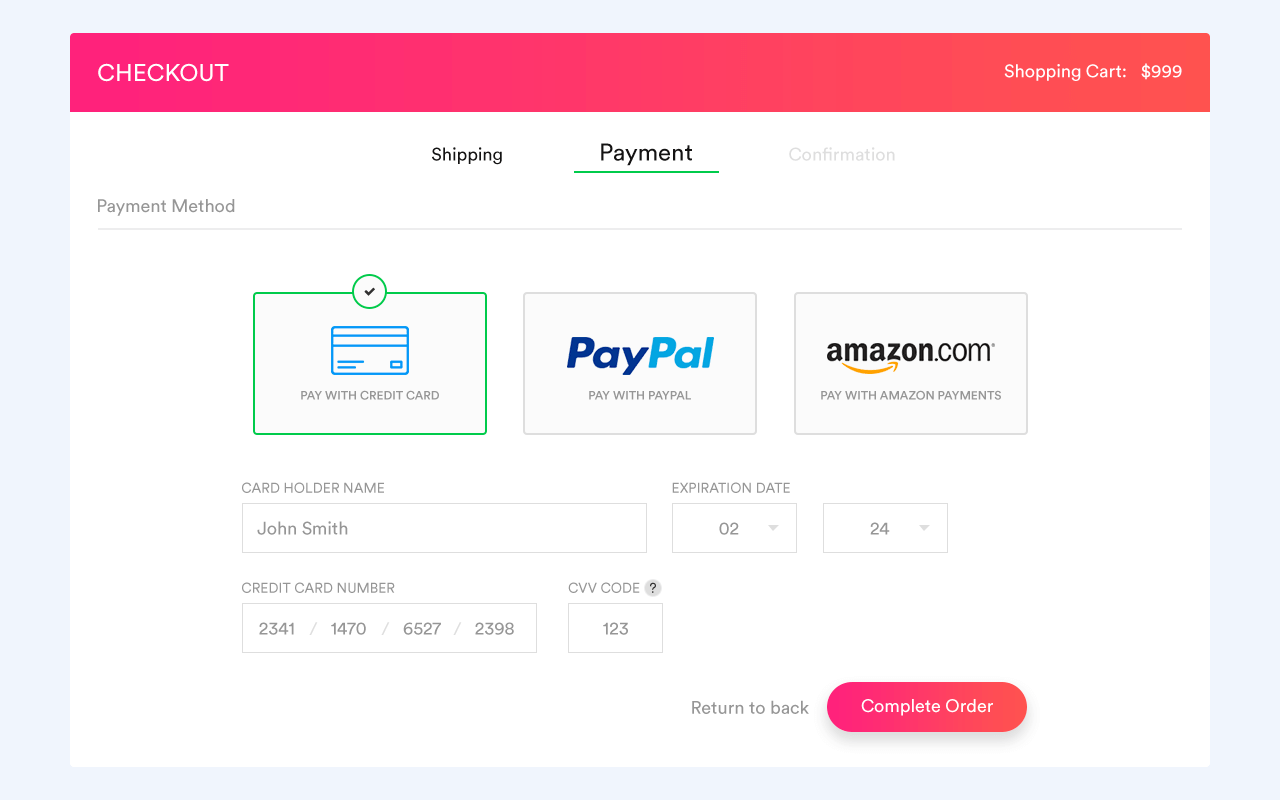 CHECKOUT
Shopping Cart: $999
Shipping Payment Confirmation
Payment Method
PayPal amazon.com
PAY WITH CREDIT CARD PAY WITH PAYPAL PAY WITH AMAZON PAYMENTS
CARD HOLDER NAME EXPIRATION DATE
John Smith 02 24
CREDIT CARD NUMBER CVV CODE ?
2341 / 1470 / 6527 / 2398 123
Return to back Complete Order